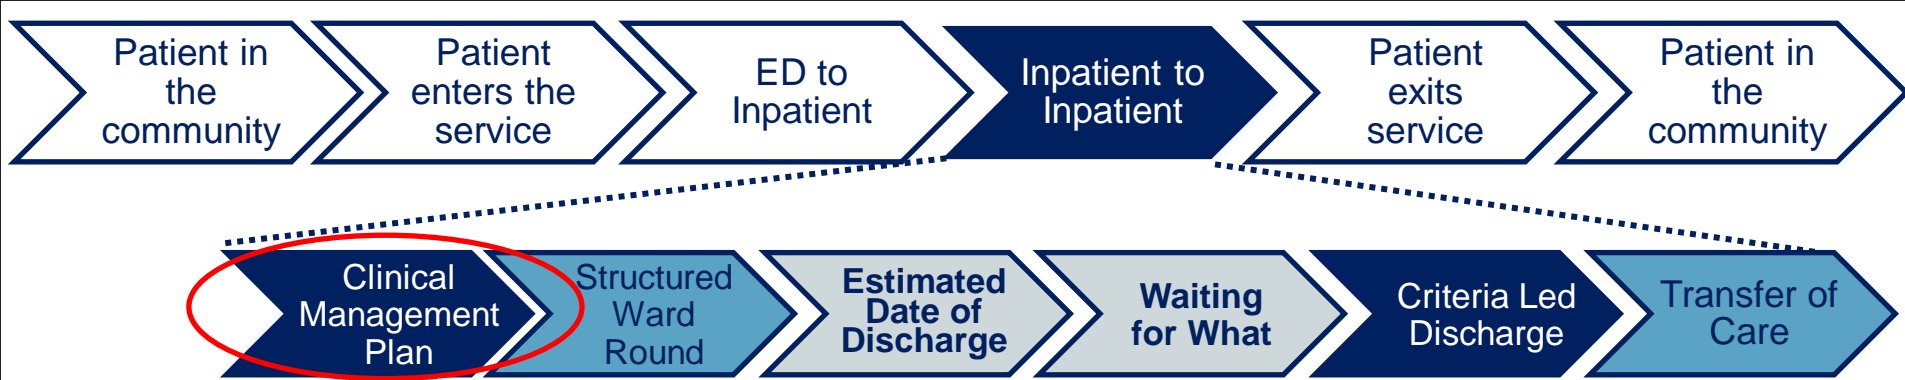 Patient in
the
community
Patient
enters the
service
ED to
Inpatient
Inpatient to
Inpatient
Patient
exits
service
Patient in
the
community
Clinical
Management
Plan
Structured
Ward
Round
Estimated
Date of
Discharge
Waiting
for What
Criteria Led
Discharge
Transfer of
Care